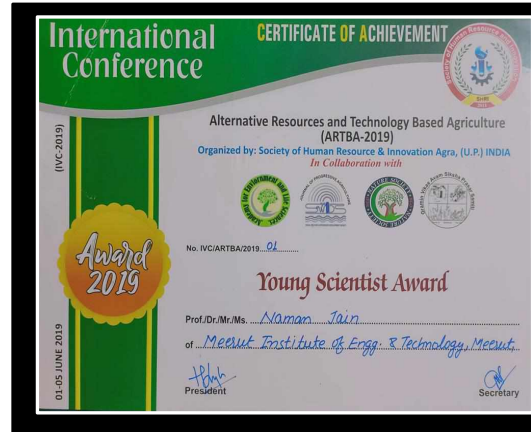 International
Conference
CERTIFICATE OF ACHIEVEMENT
Alternative Resources and Technology Based Agriculture
(ARTBA-2019)
Organized by: Society of Human Resource & Innovation Agra, (U.P.) INDIA
In Collaboration with
(IVC-2019)
No. IVC/ARTBA/2019...01..........
Award
2019
Young Scientist Award
Prof./Dr./Mr./Ms. Naman Jain
of Meerut Institute of Engg. & Technology, Meerut,
01-05 JUNE 2019
President
Secretary